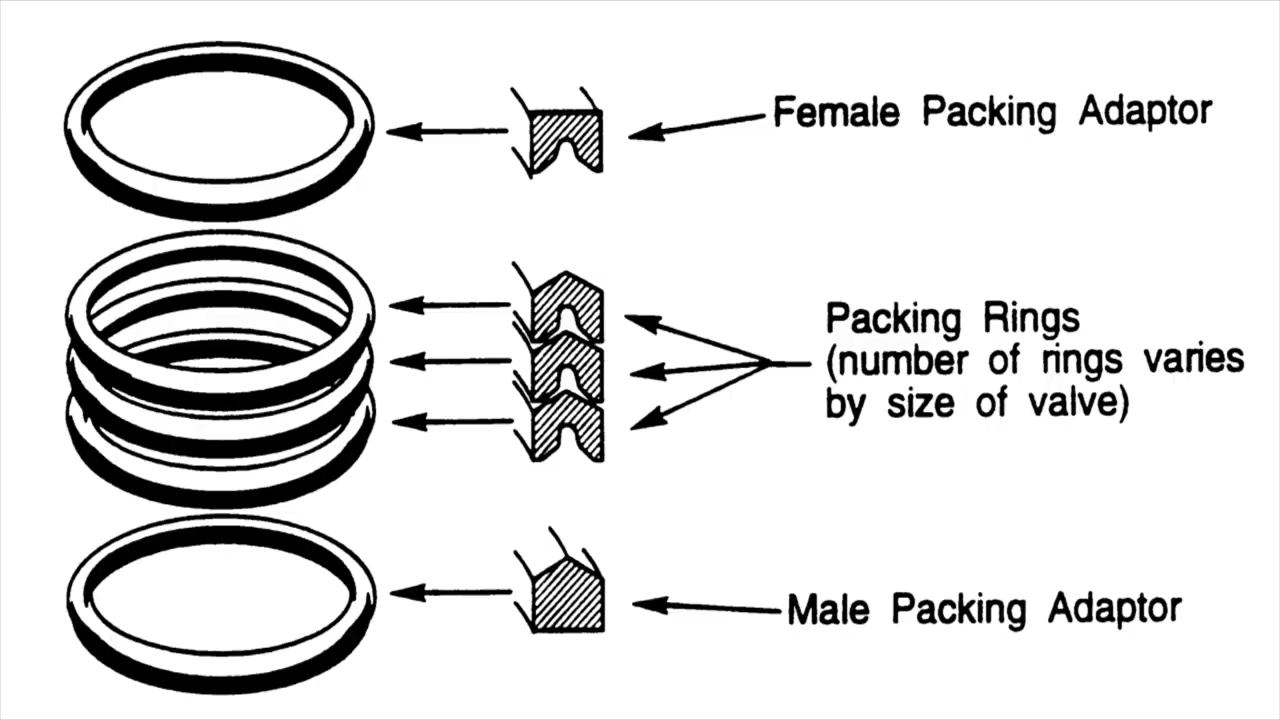 Female Packing Adaptor
Packing Rings
(number of rings varies
by size of valve)
Male Packing Adaptor